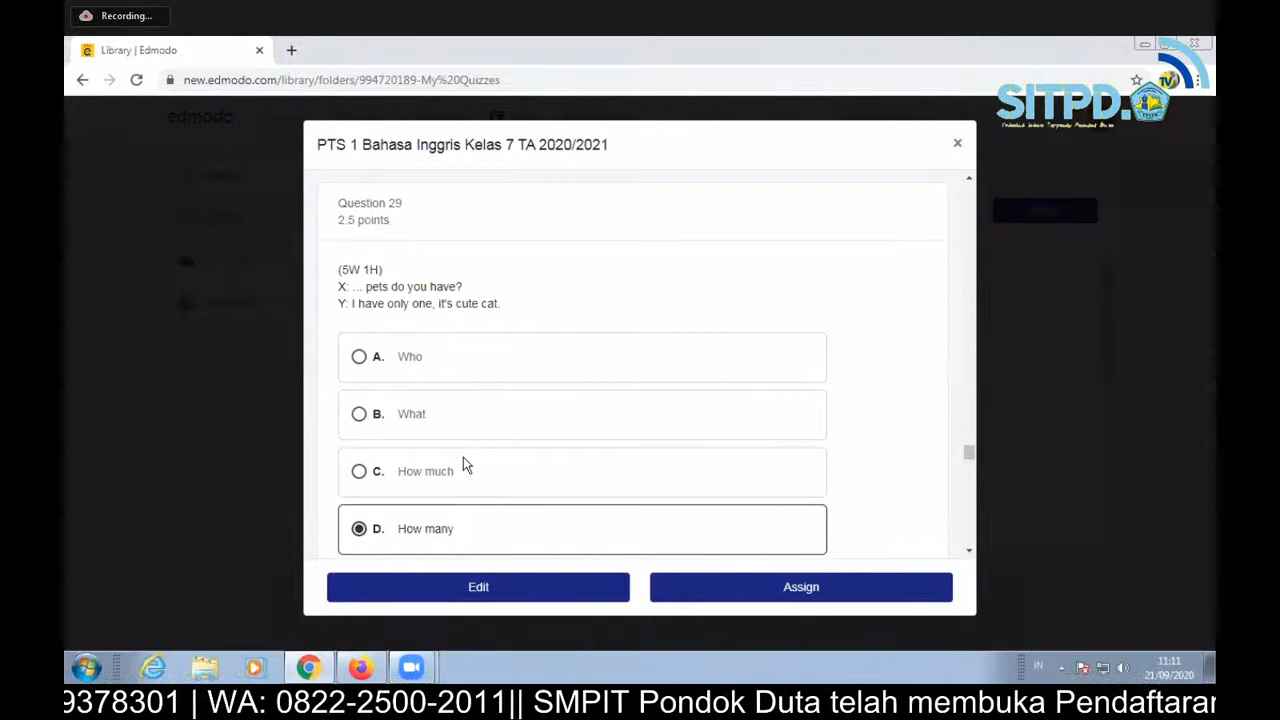 Recording...
Library | Edmodo
new.edmodo.com/library/folders/994720189-My%20Quizzes
TV
SITPD.
edmodo
PTS 1 Bahasa Inggris Kelas 7 TA 2020/2021
Question 29
2.5 points
(5W 1H)
X: ... pets do you have?
Y: I have only one, it's cute cat.
A. Who
B. What
C. How much
D. How many
Edit
Assign
IN
11:11
21/09/2020
9378301 | WA: 0822-2500-2011|| SMPIT Pondok Duta telah membuka Pendaftaran